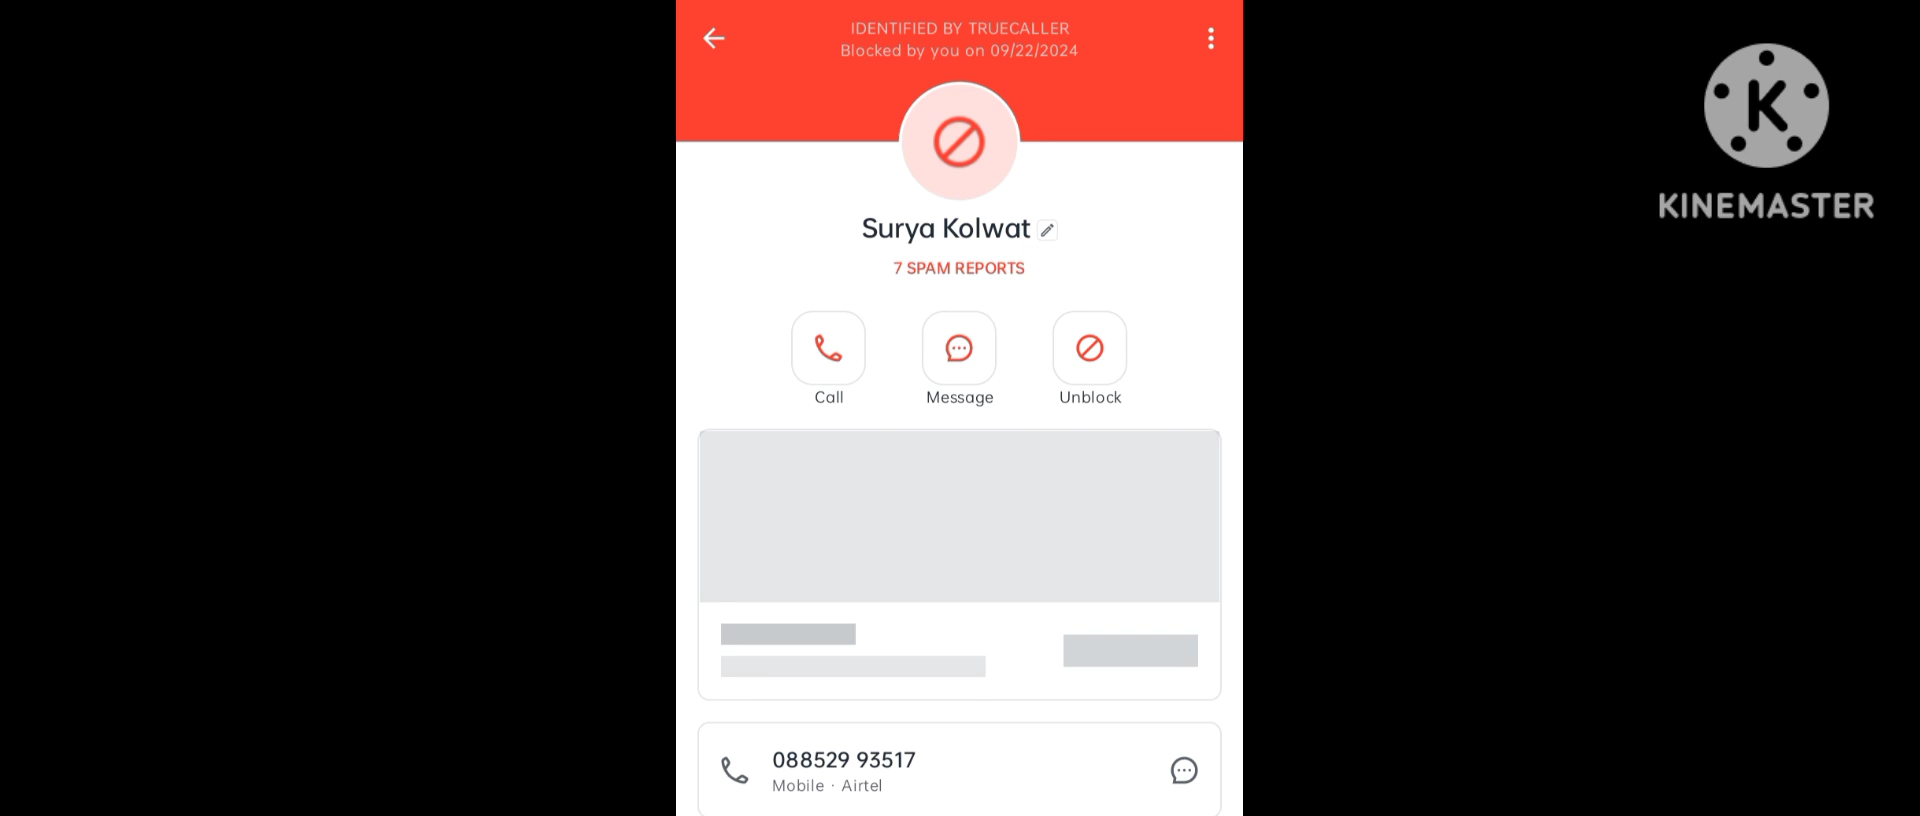 IDENTIFIED BY TRUECALLER
Blocked by you on 09/22/2024
KINEMASTER
Surya Kolwat
7 SPAM REPORTS
Call
Message
Unblock
088529 93517
Mobile · Airtel